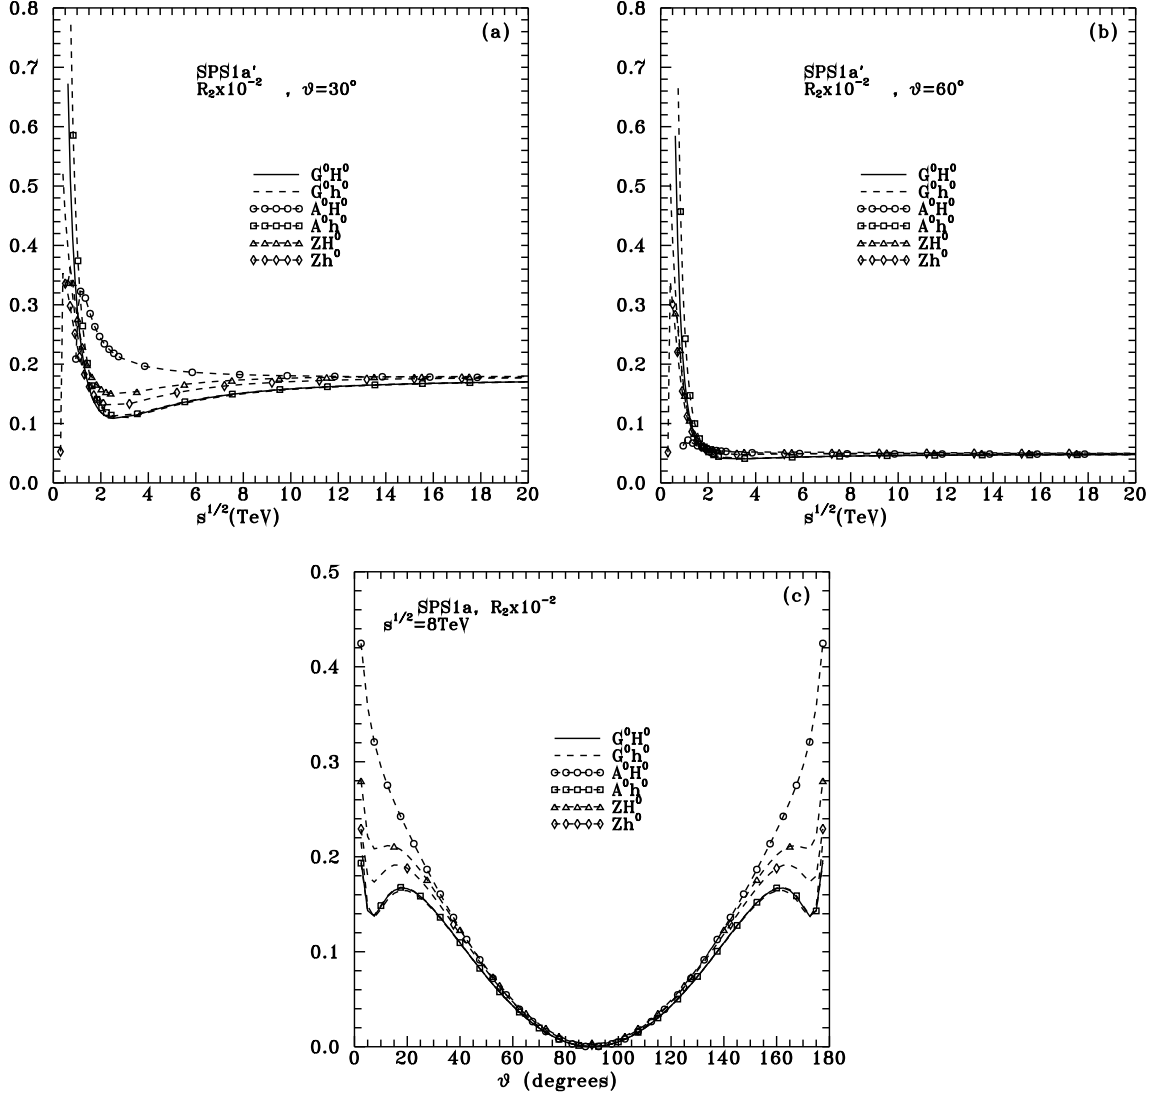 (a)
SPS1a′
R₂x10⁻² , ϑ=30°
G⁰H⁰
G⁰h⁰
A⁰H⁰
A⁰h⁰
ZH⁰
Zh⁰
0.8
0.7
0.6
0.5
0.4
0.3
0.2
0.1
0.0
0 2 4 6 8 10 12 14 16 18 20
s¹/²(TeV)
(b)
SPS1a′
R₂x10⁻² , ϑ=60°
G⁰H⁰
G⁰h⁰
A⁰H⁰
A⁰h⁰
ZH⁰
Zh⁰
0.8
0.7
0.6
0.5
0.4
0.3
0.2
0.1
0.0
0 2 4 6 8 10 12 14 16 18 20
s¹/²(TeV)
(c)
SPS1a, R₂x10⁻²
s¹/²=8TeV
G⁰H⁰
G⁰h⁰
A⁰H⁰
A⁰h⁰
ZH⁰
Zh⁰
0.5
0.4
0.3
0.2
0.1
0.0
0 20 40 60 80 100 120 140 160 180
ϑ (degrees)